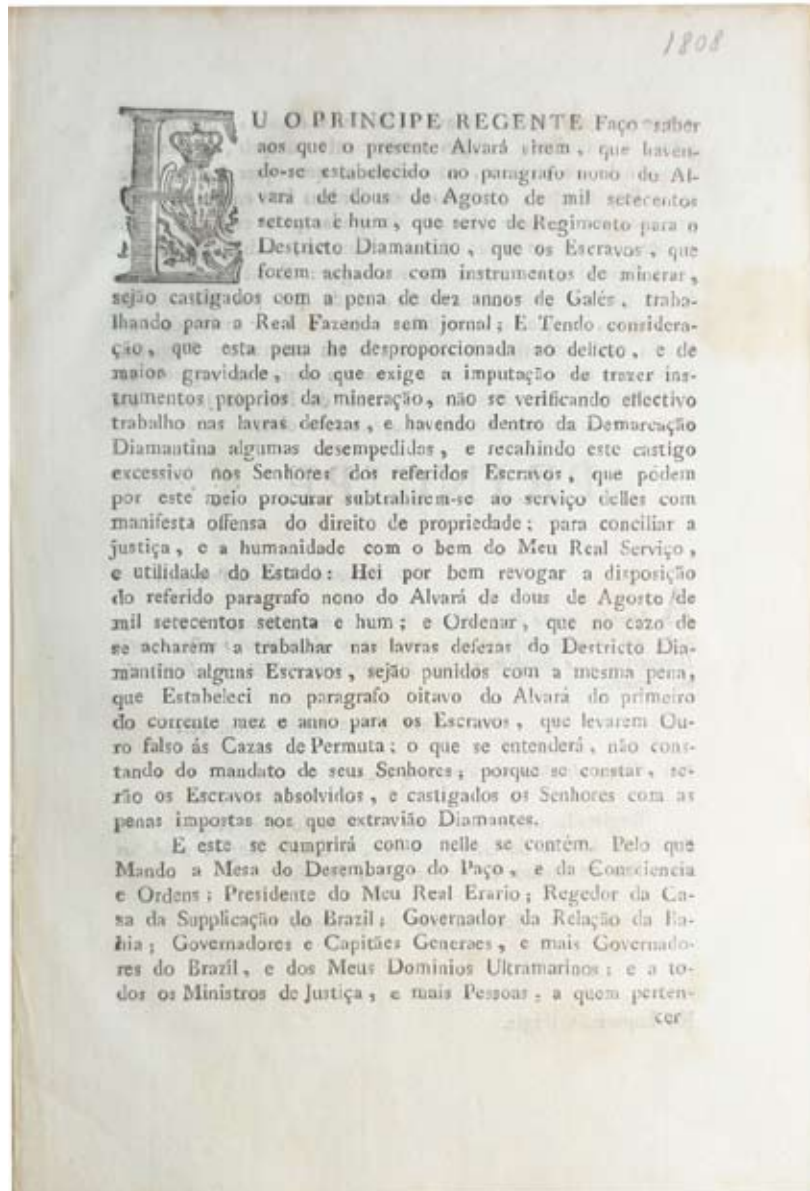 1808
EU O PRINCIPE REGENTE Faço saber
aos que o presente Alvará virem, que haven-
do-se estabelecido no paragrafo nono do Al-
vará de dous de Agosto de mil setecentos
setenta e hum, que serve de Regimento para o
Destricto Diamantino, que os Escravos, que
forem achados com instrumentos de minerar,
sejão castigados com a pena de dez annos de Galés, traba-
lhando para a Real Fazenda sem jornal; E Tendo considera-
ção, que esta pena he desproporcionada ao delicto, e de
maior gravidade, do que exige a imputação de trazer ins-
trumentos proprios da mineração, não se verificando effectivo
trabalho nas lavras defezas, e havendo dentro da Demarcação
Diamantina algumas desempedidas, e recahindo este castigo
excessivo nos Senhores dos referidos Escravos, que pódem
por este meio procurar subtrahirem-se ao serviço delles com
manifesta offensa do direito de propriedade; para conciliar a
justiça, e a humanidade com o bem do Meu Real Serviço,
e utilidade do Estado: Hei por bem revogar a disposição
do referido paragrafo nono do Alvará de dous de Agosto de
mil setecentos setenta e hum; e Ordenar, que no cazo de
se acharem a trabalhar nas lavras defezas do Destricto Dia-
mantino alguns Escravos, sejão punidos com a mesma pena,
que Estabeleci no paragrafo oitavo do Alvará do primeiro
do corrente mez e anno para os Escravos, que levarem Ou-
ro falso ás Cazas de Permuta; o que se entenderá, não cons-
tando do mandato de seus Senhores; porque se constar, se-
rão os Escravos absolvidos, e castigados os Senhores com as
penas impostas aos que extravião Diamantes.
E este se cumprirá como nelle se contém. Pelo que
Mando a Mesa do Desembargo do Paço, e da Consciencia
e Ordens; Presidente do Meu Real Erario; Regedor da Ca-
sa da Supplicação do Brazil; Governador da Relação da Ba-
hia; Governadores e Capitães Generaes, e mais Governado-
res do Brazil, e dos Meus Dominios Ultramarinos; e a to-
dos os Ministros de Justiça, e mais Pessoas, a quem perten-
cer